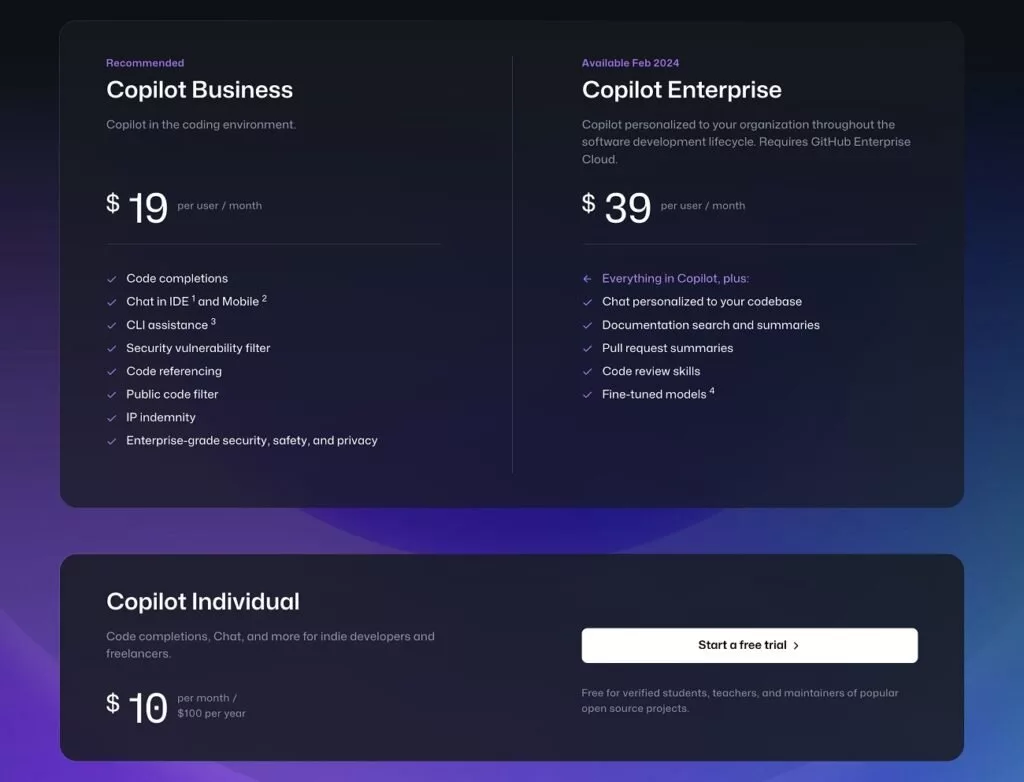 Recommended
Copilot Business
Copilot in the coding environment.
$ 19 per user / month
Code completions
Chat in IDE 1 and Mobile 2
CLI assistance 3
Security vulnerability filter
Code referencing
Public code filter
IP indemnity
Enterprise-grade security, safety, and privacy
Available Feb 2024
Copilot Enterprise
Copilot personalized to your organization throughout the
software development lifecycle. Requires GitHub Enterprise
Cloud.
$ 39 per user / month
Everything in Copilot, plus:
Chat personalized to your codebase
Documentation search and summaries
Pull request summaries
Code review skills
Fine-tuned models 4
Copilot Individual
Code completions, Chat, and more for indie developers and
freelancers.
$ 10 per month /
$100 per year
Start a free trial
Free for verified students, teachers, and maintainers of popular
open source projects.